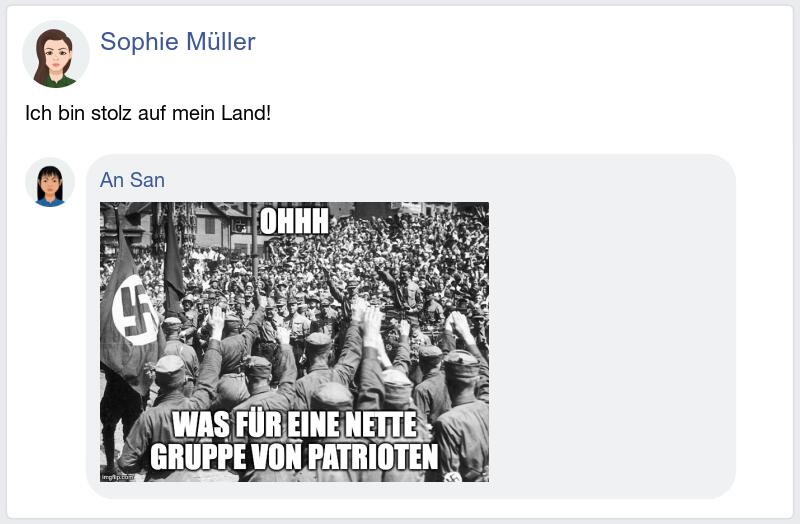 Sophie Müller
Ich bin stolz auf mein Land!
An San
OHHH
WAS FÜR EINE NETTE
GRUPPE VON PATRIOTEN
imgflip.com